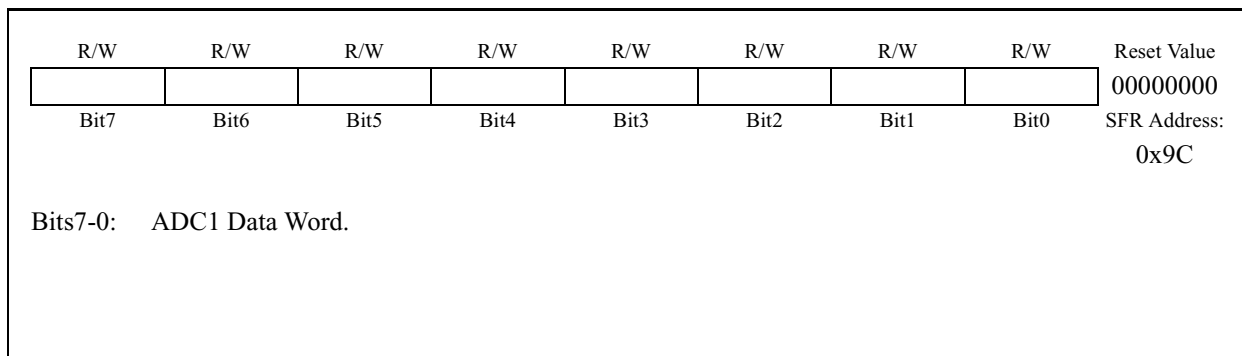 R/W R/W R/W R/W R/W R/W R/W R/W Reset Value
00000000
Bit7 Bit6 Bit5 Bit4 Bit3 Bit2 Bit1 Bit0 SFR Address:
0x9C
Bits7-0: ADC1 Data Word.